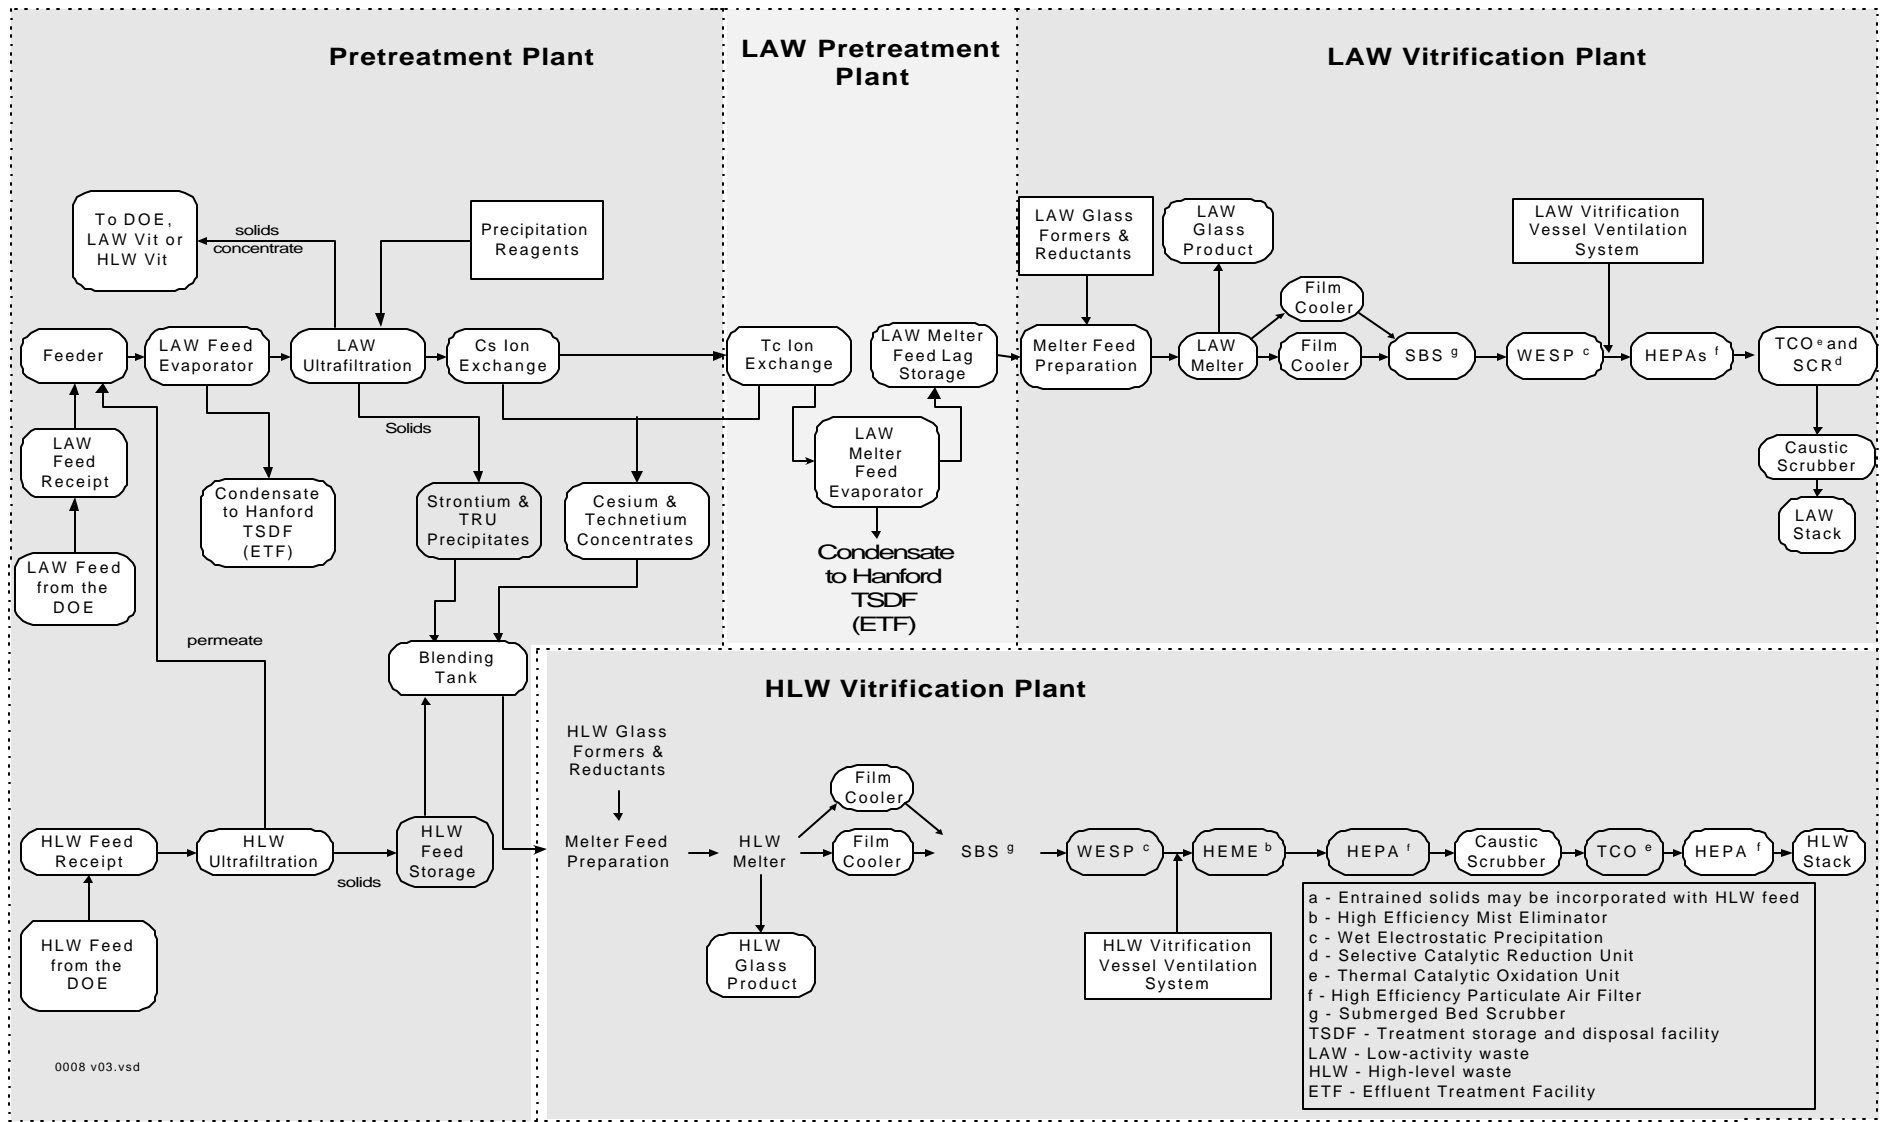 Pretreatment Plant
LAW Pretreatment
Plant
LAW Vitrification Plant
To DOE,
LAW Vit or
HLW Vit
solids
concentrate
Precipitation
Reagents
LAW Glass
Formers &
Reductants
LAW
Glass
Product
LAW Vitrification
Vessel Ventilation
System
Film
Cooler
Feeder
LAW Feed
Evaporator
LAW
Ultrafiltration
Cs Ion
Exchange
Tc Ion
Exchange
LAW Melter
Feed Lag
Storage
Melter Feed
Preparation
LAW
Melter
Film
Cooler
SBS g
WESP c
HEPAs f
TCO e and
SCR d
Solids
LAW
Feed
Receipt
LAW
Melter
Feed
Evaporator
Caustic
Scrubber
Condensate
to Hanford
TSDF
(ETF)
Strontium &
TRU
Precipitates
Cesium &
Technetium
Concentrates
LAW
Stack
LAW Feed
from the
DOE
Condensate
to Hanford
TSDF
(ETF)
permeate
Blending
Tank
HLW Vitrification Plant
HLW Glass
Formers &
Reductants
Film
Cooler
HLW Feed
Receipt
HLW
Ultrafiltration
solids
HLW
Feed
Storage
Melter Feed
Preparation
HLW
Melter
Film
Cooler
SBS g
WESP c
HEME b
HEPA f
Caustic
Scrubber
TCO e
HEPA f
HLW
Stack
HLW Feed
from the
DOE
HLW
Glass
Product
HLW Vitrification
Vessel Ventilation
System
a - Entrained solids may be incorporated with HLW feed
b - High Efficiency Mist Eliminator
c - Wet Electrostatic Precipitation
d - Selective Catalytic Reduction Unit
e - Thermal Catalytic Oxidation Unit
f - High Efficiency Particulate Air Filter
g - Submerged Bed Scrubber
TSDF - Treatment storage and disposal facility
LAW - Low-activity waste
HLW - High-level waste
ETF - Effluent Treatment Facility
0008 v03.vsd